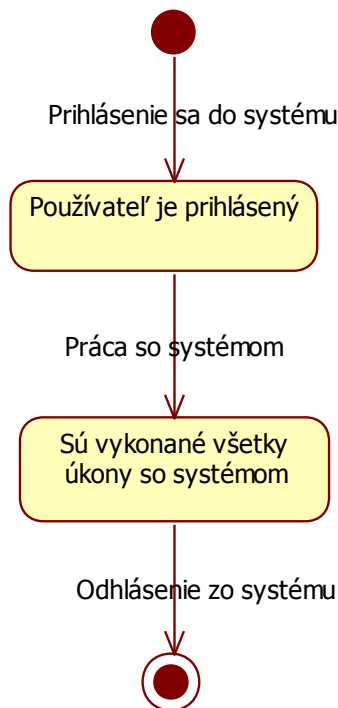 Prihlásenie sa do systému
Používateľ je prihlásený
Práca so systémom
Sú vykonané všetky
úkony so systémom
Odhlásenie zo systému